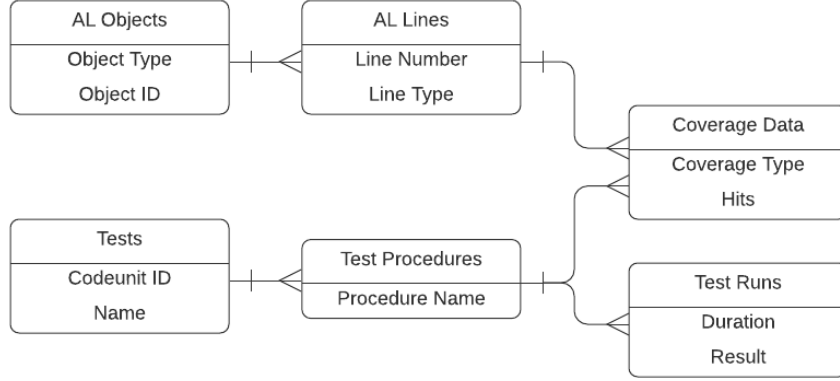 AL Objects
Object Type
Object ID
AL Lines
Line Number
Line Type
Coverage Data
Coverage Type
Hits
Tests
Codeunit ID
Name
Test Procedures
Procedure Name
Test Runs
Duration
Result